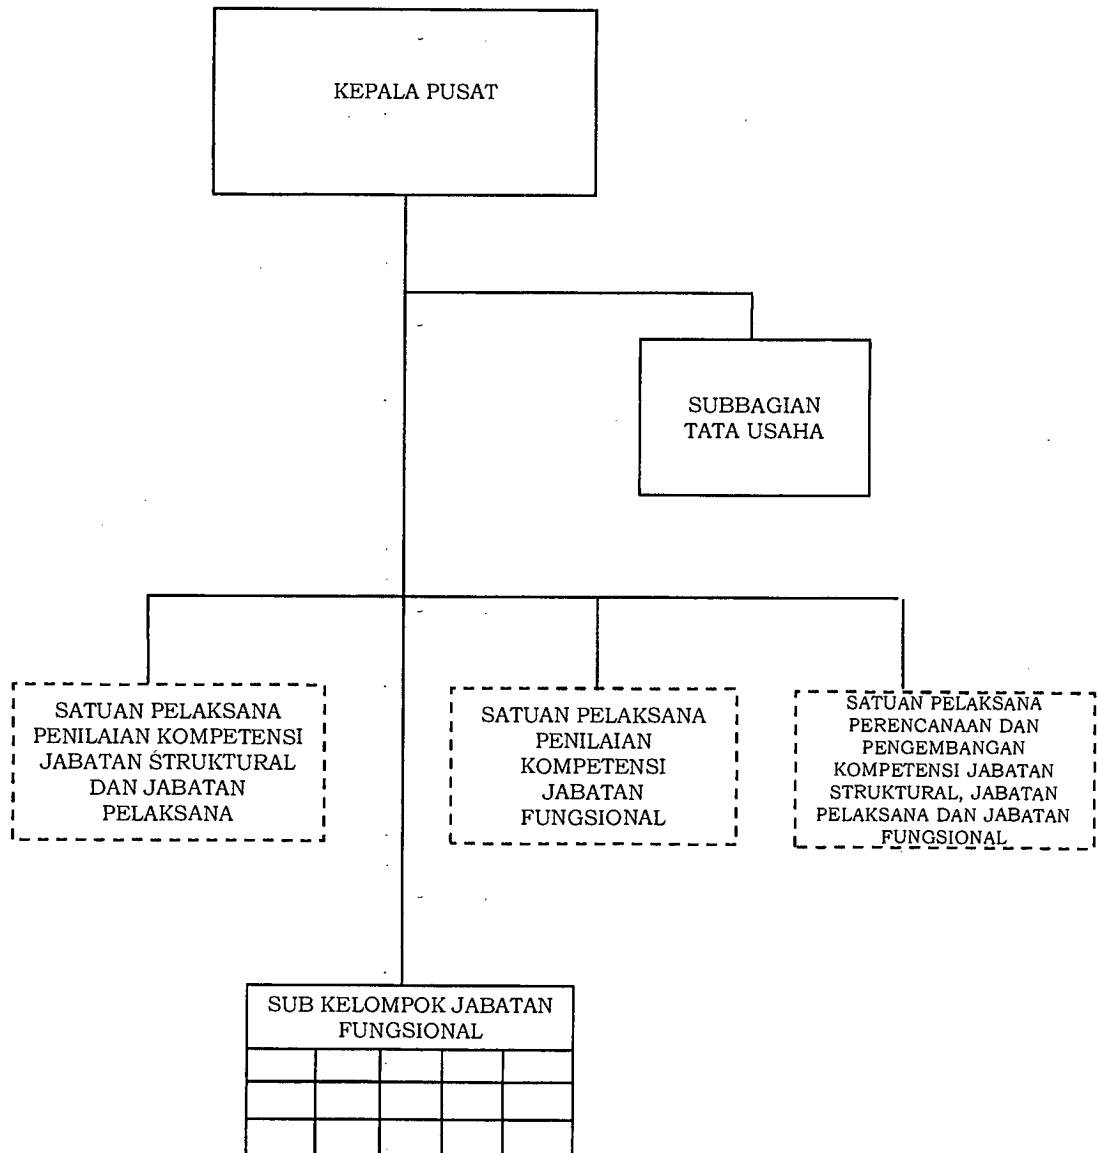 KEPALA PUSAT
SUBBAGIAN
TATA USAHA
SATUAN PELAKSANA
PENILAIAN KOMPETENSI
JABATAN STRUKTURAL
DAN JABATAN
PELAKSANA
SATUAN PELAKSANA
PENILAIAN
KOMPETENSI
JABATAN
FUNGSIONAL
SATUAN PELAKSANA
PERENCANAAN DAN
PENGEMBANGAN
KOMPETENSI JABATAN
STRUKTURAL, JABATAN
PELAKSANA DAN JABATAN
FUNGSIONAL
SUB KELOMPOK JABATAN
FUNGSIONAL